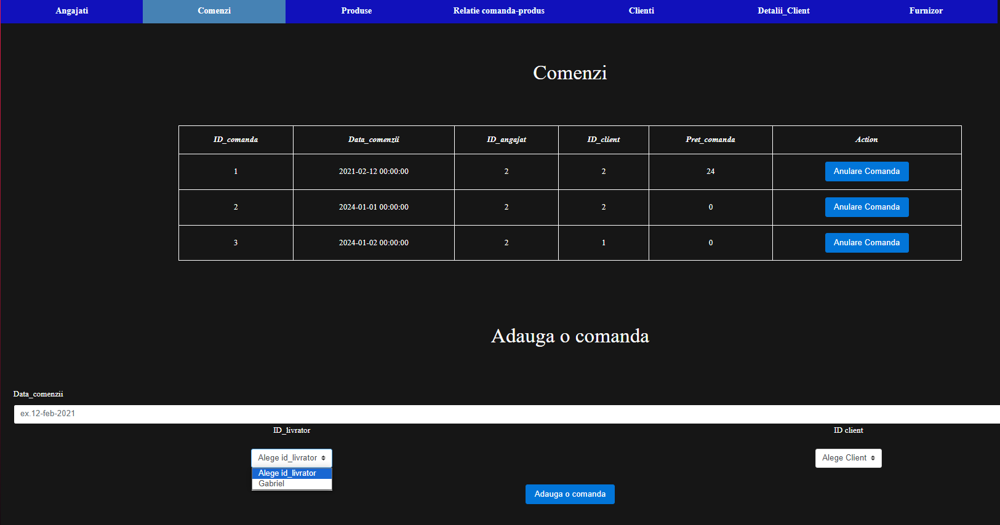 Angajati Comenzi Produse Relatie comanda-produs Clienti Detalii_Client Furnizor
Comenzi
ID_comanda Data_comenzii ID_angajat ID_client Pret_comanda Action
1 2021-02-12 00:00:00 2 2 24 Anulare Comanda
2 2024-01-01 00:00:00 2 2 0 Anulare Comanda
3 2024-01-02 00:00:00 2 1 0 Anulare Comanda
Adauga o comanda
Data_comenzii
ex.12-feb-2021
ID_livrator ID client
Alege id_livrator Alege Client
Alege id_livrator
Gabriel
Adauga o comanda